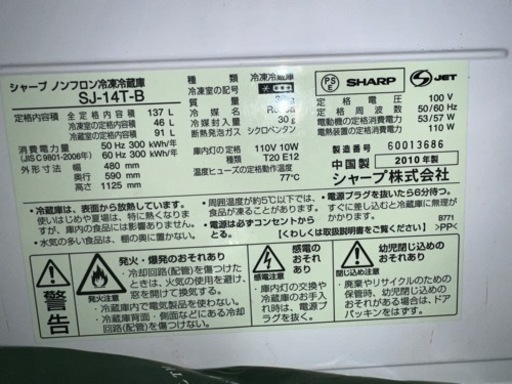 シャープ ノンフロン冷凍冷蔵庫
SJ-14T-B
定格内容積 全定格内容積 137 L
冷凍室の定格内容積 46 L
冷蔵室の定格内容積 91 L
消費電力量 50 Hz 300 kWh/年
(JIS C 9801-2006年) 60 Hz 300 kWh/年
外形寸法 幅 480 mm
奥行 590 mm
高さ 1125 mm
種類 冷凍冷蔵庫
冷凍室の記号
質量
冷媒
冷媒封入量 30 g
断熱発泡ガス シクロペンタン
庫内灯の定格 110V 10W
種類 T20 E12
温度ヒューズの定格動作温度
77℃
PS
E
SHARP
S JET
定格電圧 100 V
定格周波数 50/60 Hz
電動機の定格消費電力 53/57 W
電熱装置の定格消費電力 110 W
製造番号 60013686
中国製 2010年製
シャープ株式会社
・冷蔵庫は、表面から放熱しています。
使いはじめや夏場は、特に熱く感じます
が、異常ではありません。
・水気の多い食品は、棚の奥に置かない。
・周囲温度が約5℃以下では、
食品が凍ることがあります。
・電源は必ずコンセントから
とる。
・電源プラグを抜いたら6分待つ。
すぐに差し込むと冷蔵庫が故障する
ことがあります。
B771
【くわしくは取扱説明書をご覧ください】
>PP<
警告
発火・爆発のおそれあり
発火注意
・冷却回路(配管)を傷つけた
ときは、火気の使用を避け、
窓を開けて換気する。
・冷蔵庫内で電気製品を使わない。
・冷蔵庫背面・側面などにある冷却
回路(配管)を傷つけない。
感電の
おそれあり
感電注意
・庫内灯の交換や
冷蔵庫のお手入
れ時は、電源プ
ラグを抜く。
幼児閉じ込めの
おそれあり
幼児閉じ込め注意
・廃棄やリサイクルのための
保管時、幼児閉じ込めの
おそれがある場合は、ドア
パッキンをはずす。